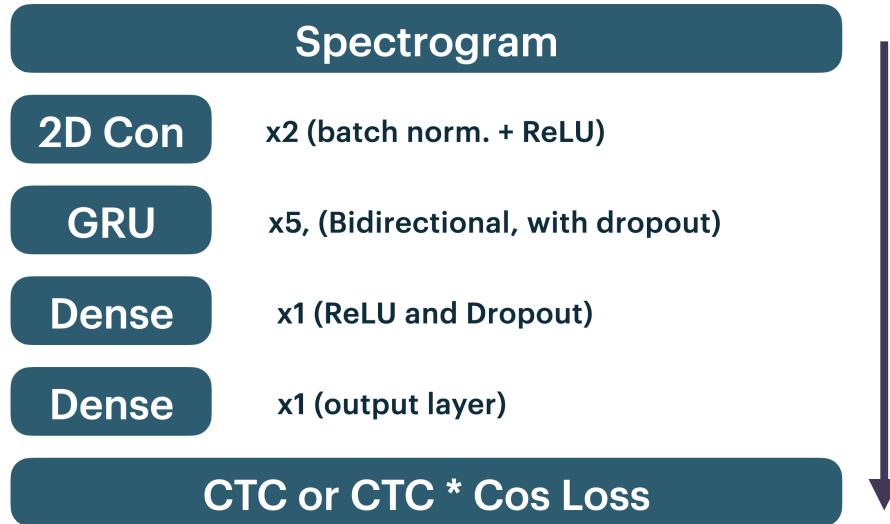 Spectrogram
2D Con x2 (batch norm. + ReLU)
GRU x5, (Bidirectional, with dropout)
Dense x1 (ReLU and Dropout)
Dense x1 (output layer)
CTC or CTC * Cos Loss